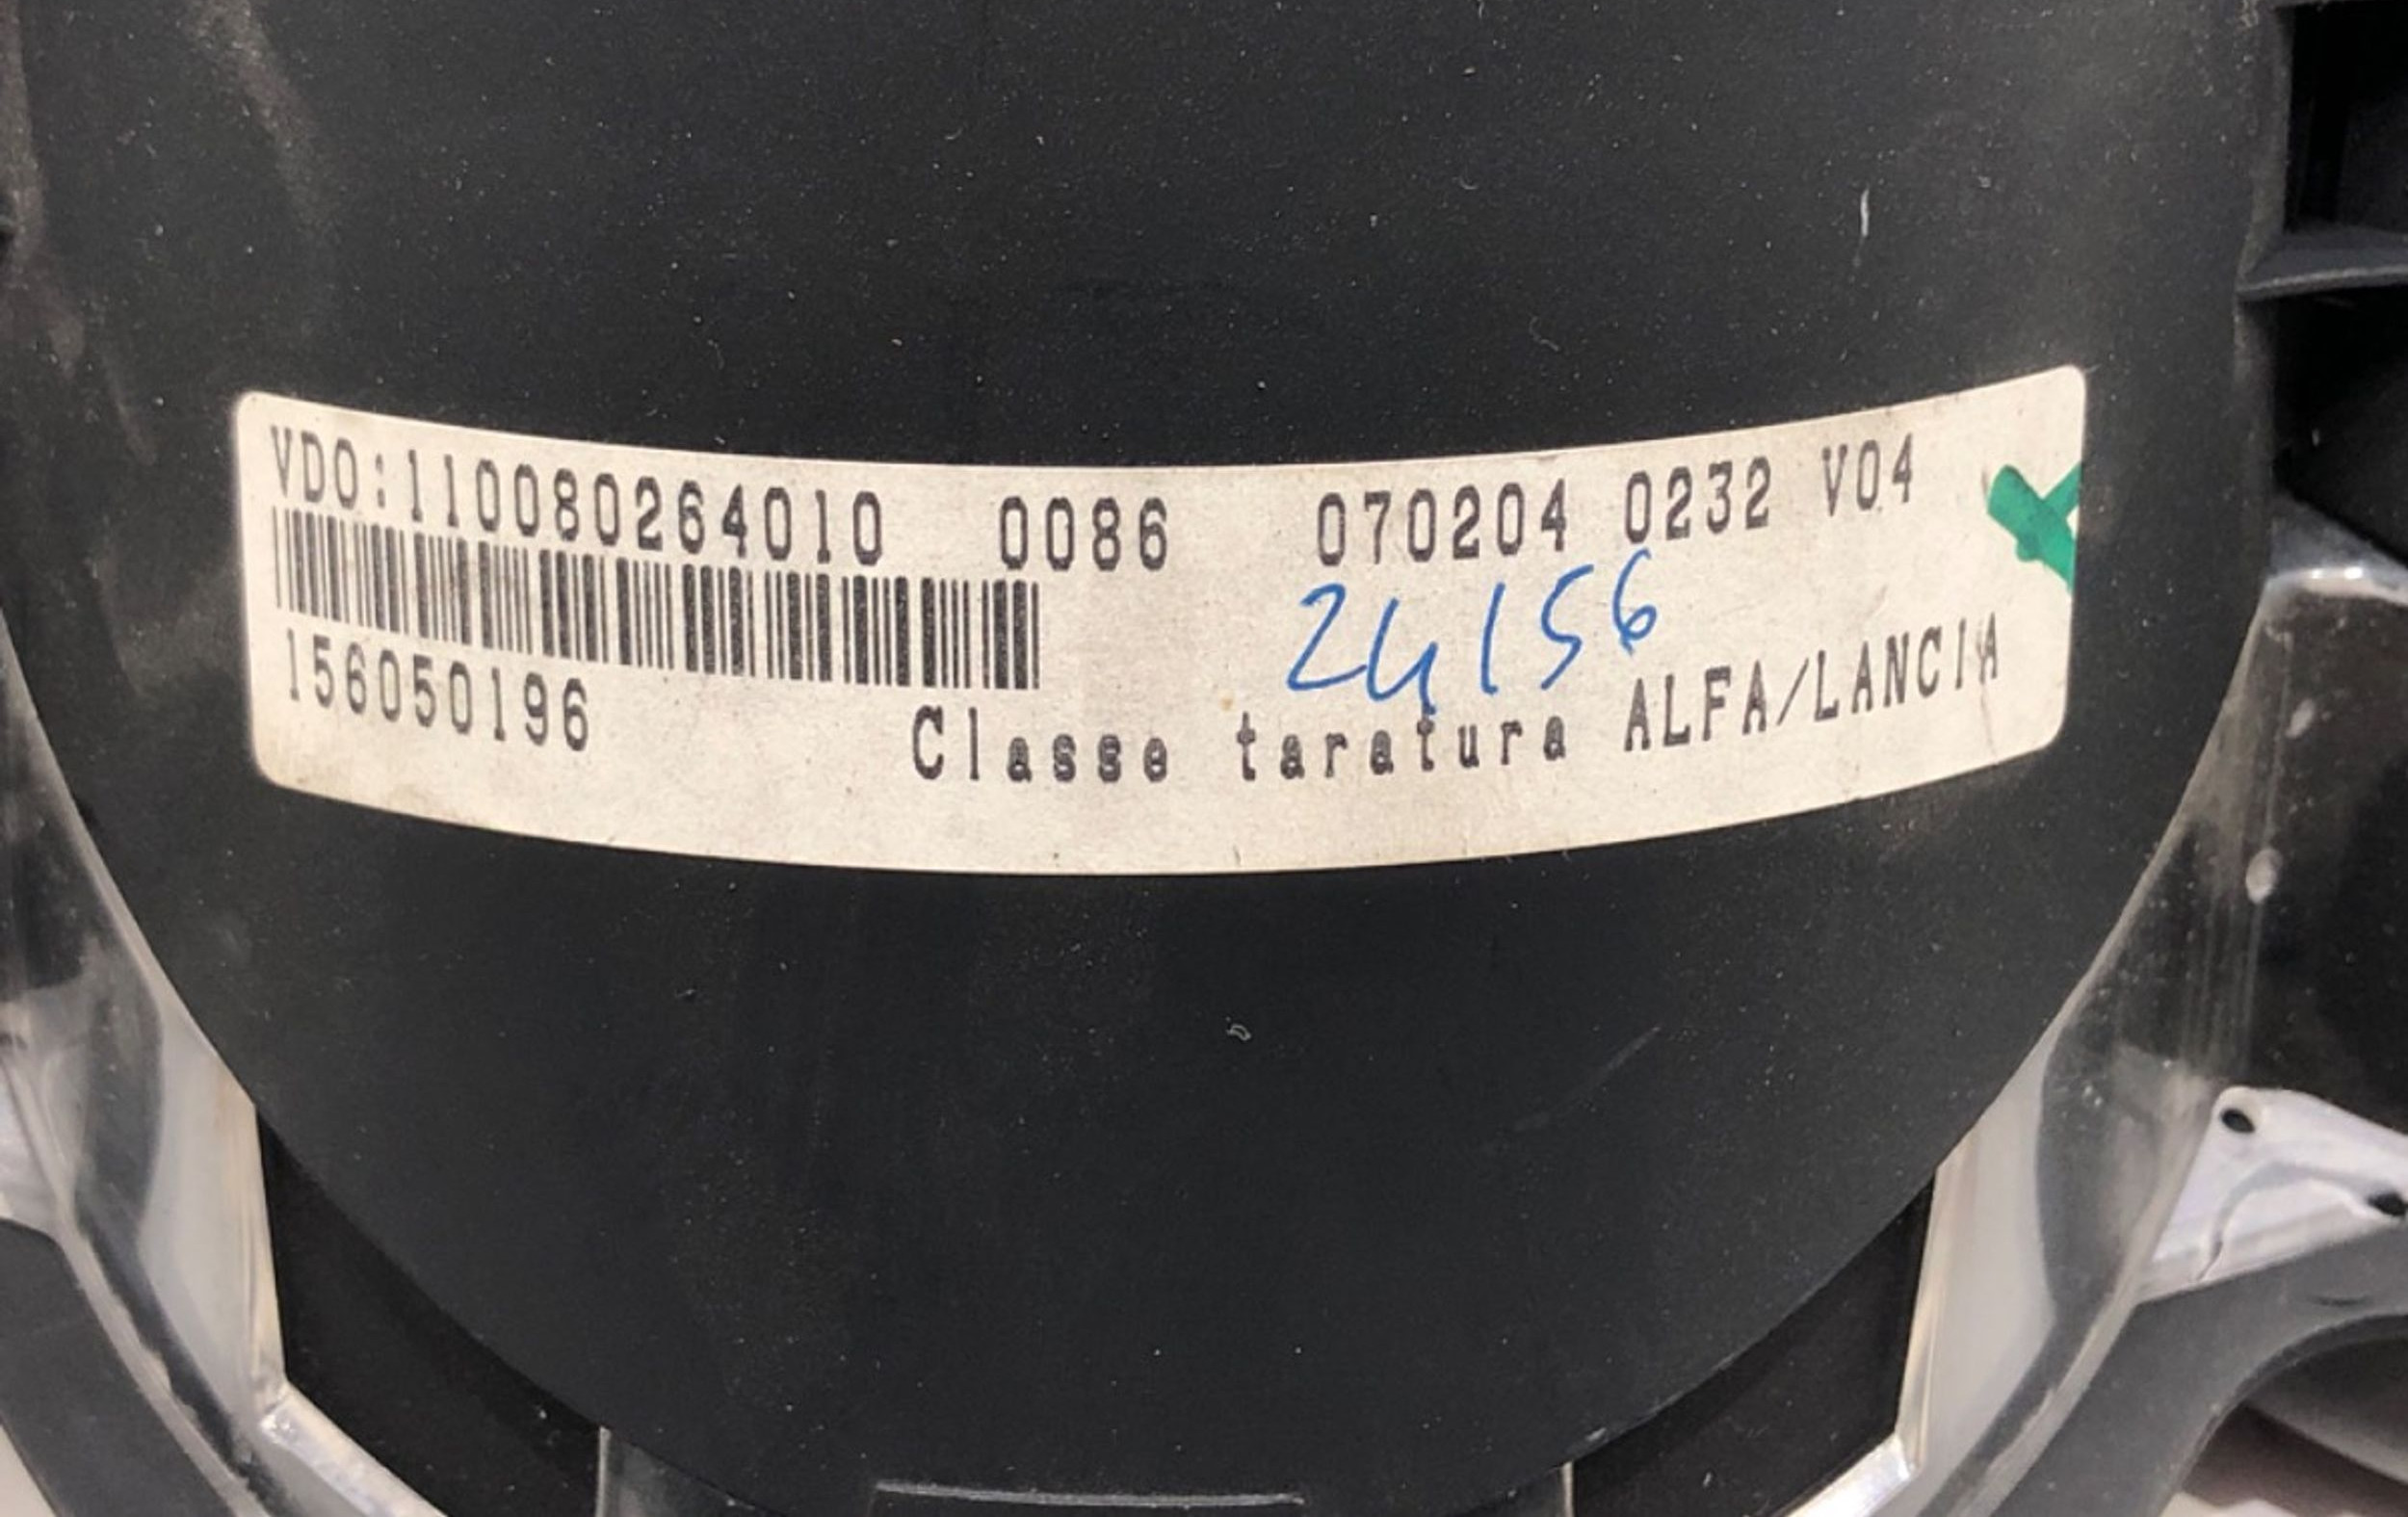 VDO:110080264010 0086 070204 0232 V04
24156
156050196
Classe taratura ALFA/LANCIA